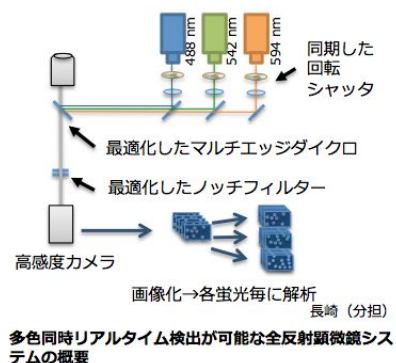 488 nm
542 nm
594 nm
同期した
回転
シャッタ
最適化したマルチエッジダイクロ
最適化したノッチフィルター
高感度カメラ
画像化→各蛍光毎に解析
長崎（分担）
多色同時リアルタイム検出が可能な全反射顕微鏡シス
テムの概要